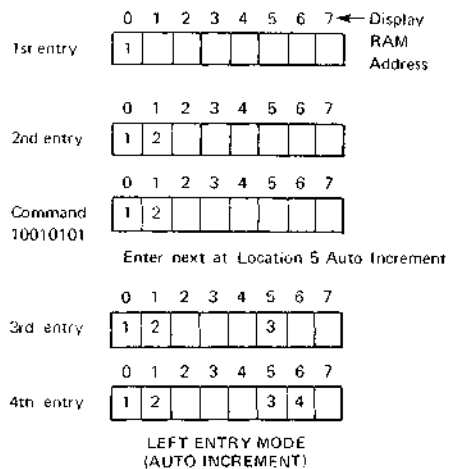 0 1 2 3 4 5 6 7 Display
RAM
Address
1st entry 1
0 1 2 3 4 5 6 7
2nd entry 1 2
0 1 2 3 4 5 6 7
Command 1 2
10010101
Enter next at Location 5 Auto Increment
0 1 2 3 4 5 6 7
3rd entry 1 2 3
0 1 2 3 4 5 6 7
4th entry 1 2 3 4
LEFT ENTRY MODE
(AUTO INCREMENT)